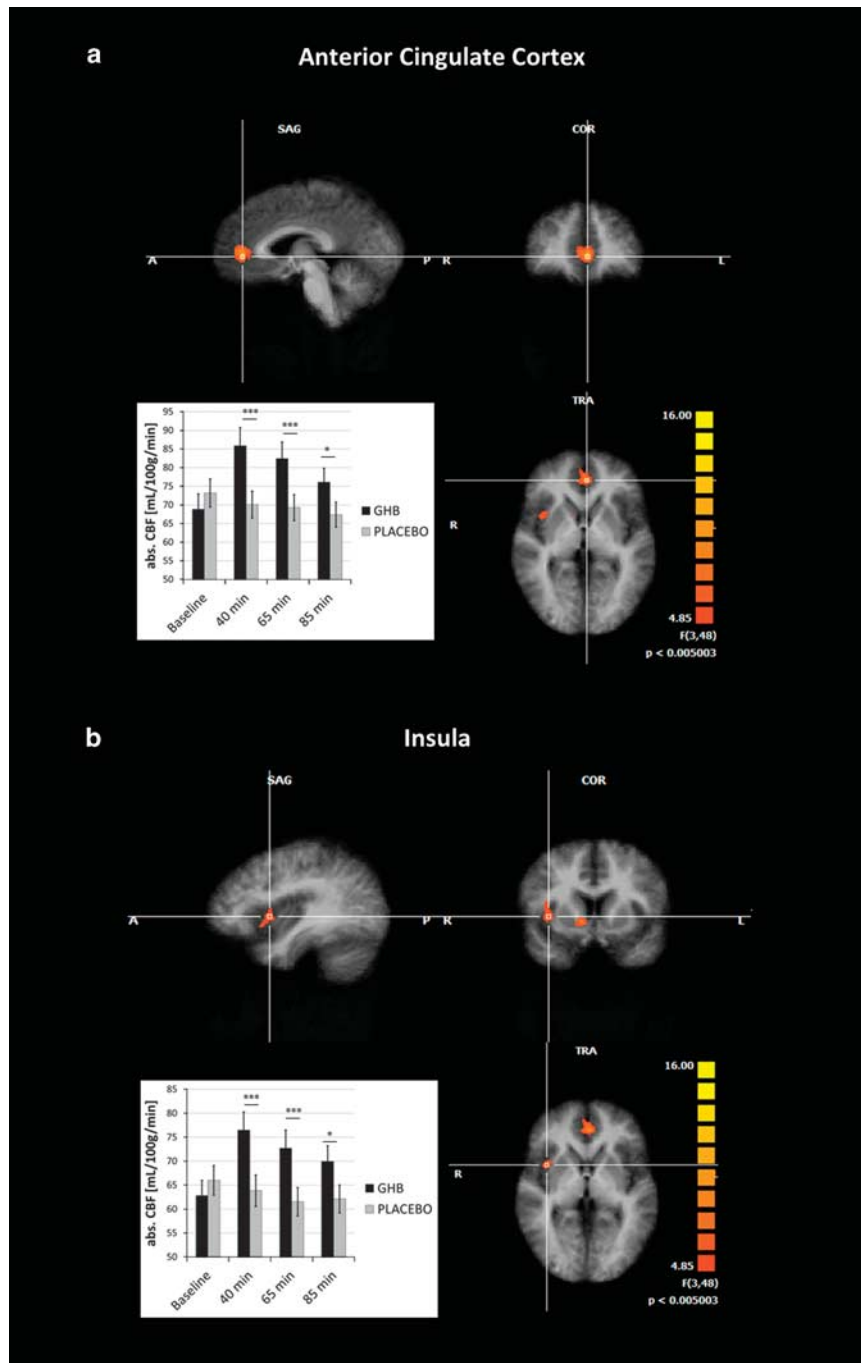 a
Anterior Cingulate Cortex
SAG
COR
A
P
R
L
95
90
85
80
75
70
65
60
55
50
abs. CBF [mL/100g/min]
***
***
*
GHB
PLACEBO
Baseline
40 min
65 min
85 min
TRA
R
16.00
4.85
F(3,48)
p < 0.005003
b
Insula
SAG
COR
A
P
R
L
85
80
75
70
65
60
55
50
abs. CBF [mL/100g/min]
***
***
*
GHB
PLACEBO
Baseline
40 min
65 min
85 min
TRA
R
16.00
4.85
F(3,48)
p < 0.005003